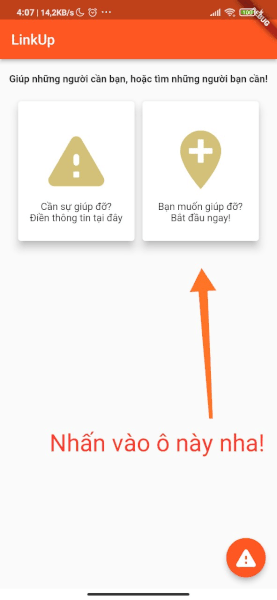 4:07 | 14,2KB/s
100
BUG
LinkUp
Giúp những người cần bạn, hoặc tìm những người bạn cần!
Cần sự giúp đỡ?
Điền thông tin tại đây
Bạn muốn giúp đỡ?
Bắt đầu ngay!
Nhấn vào ô này nha!